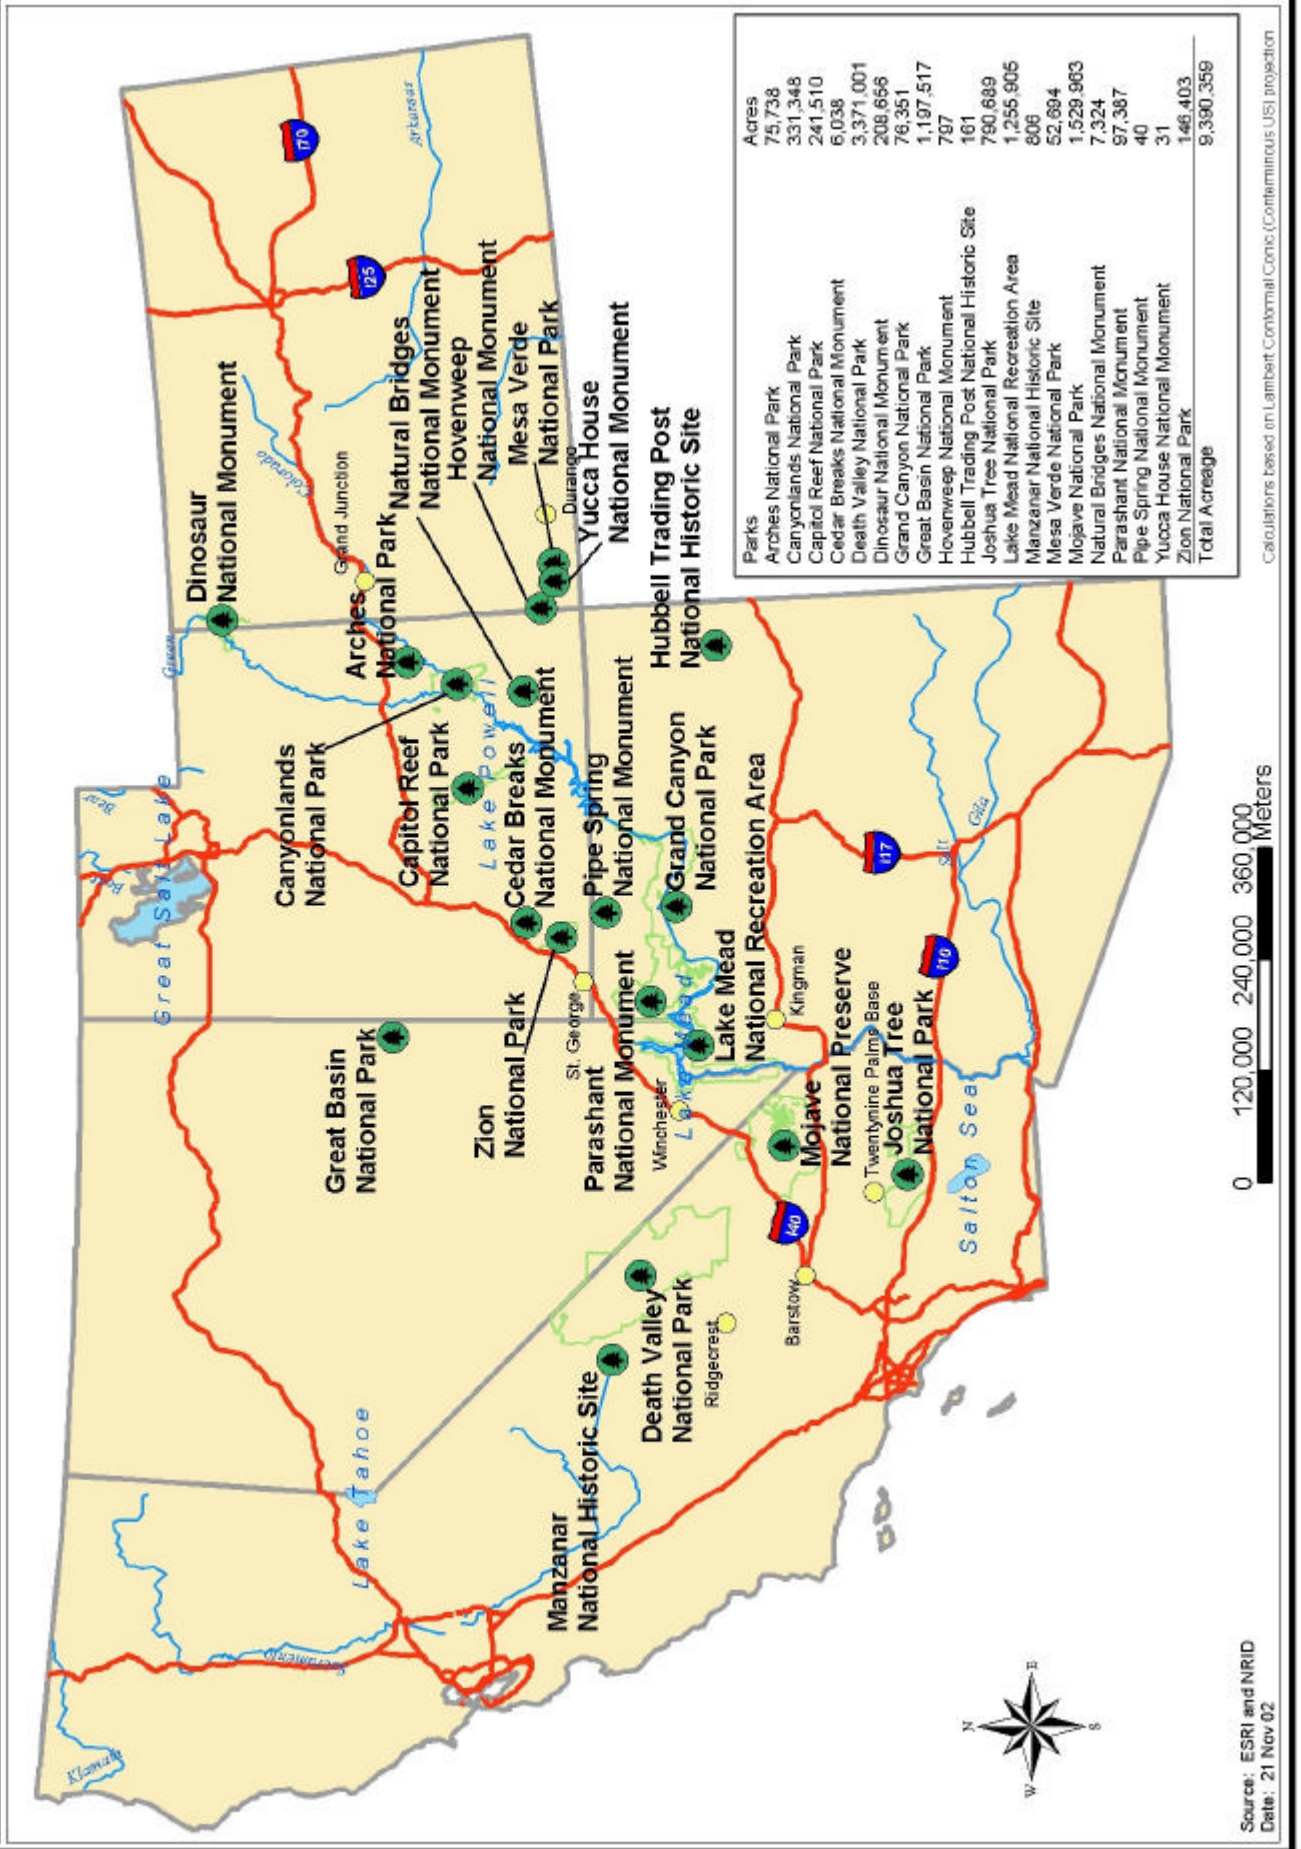 Klamath
Sacramento
Lake Tahoe
Great Salt Lake
Bear
Bear
Green
Colorado
Arkansas
I70
I25
Dinosaur
National Monument
Grand Junction
Arches
National Park
Natural Bridges
National Monument
Hovenweep
National Monument
Mesa Verde
National Park
Durango
Yucca House
National Monument
Hubbell Trading Post
National Historic Site
Canyonlands
National Park
Capitol Reef
National Park
Lake Powell
Cedar Breaks
National Monument
Pipe Spring
National Monument
Grand Canyon
National Park
Great Basin
National Park
Zion
National Park
St. George
Parashant
National Monument
Winchester
Lake Mead
Lake Mead
National Recreation Area
Kingman
Mojave
National Preserve
Twentynine Palms Base
Joshua Tree
National Park
Salton Sea
Salt
Gila
I17
I10
I40
Barstow
Ridgecrest
Death Valley
National Park
Manzanar
National Historic Site
N
E
S
W
Parks Acres
Arches National Park 75,738
Canyonlands National Park 331,348
Capitol Reef National Park 241,510
Cedar Breaks National Monument 6,038
Death Valley National Park 3,371,001
Dinosaur National Monument 208,656
Grand Canyon National Park 76,351
Great Basin National Park 1,197,517
Hovenweep National Monument 797
Hubbell Trading Post National Historic Site 161
Joshua Tree National Park 790,689
Lake Mead National Recreation Area 1,255,905
Manzanar National Historic Site 806
Mesa Verde National Park 52,694
Mojave National Park 1,529,963
Natural Bridges National Monument 7,324
Parashant National Monument 97,387
Pipe Spring National Monument 40
Yucca House National Monument 31
Zion National Park 146,403
Total Acreage 9,390,359
0 120,000 240,000 360,000
Meters
Source: ESRI and NRID
Date: 21 Nov 02
Calculations based on Lambert Conformal Conic (Conterminous US) projection